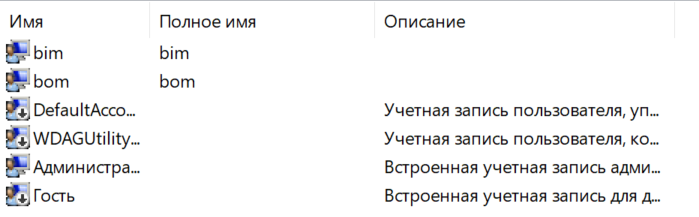 Имя Полное имя Описание
bim bim
bom bom
DefaultAcco... Учетная запись пользователя, уп...
WDAGUtility... Учетная запись пользователя, ко...
Администра... Встроенная учетная запись адми...
Гость Встроенная учетная запись для д...